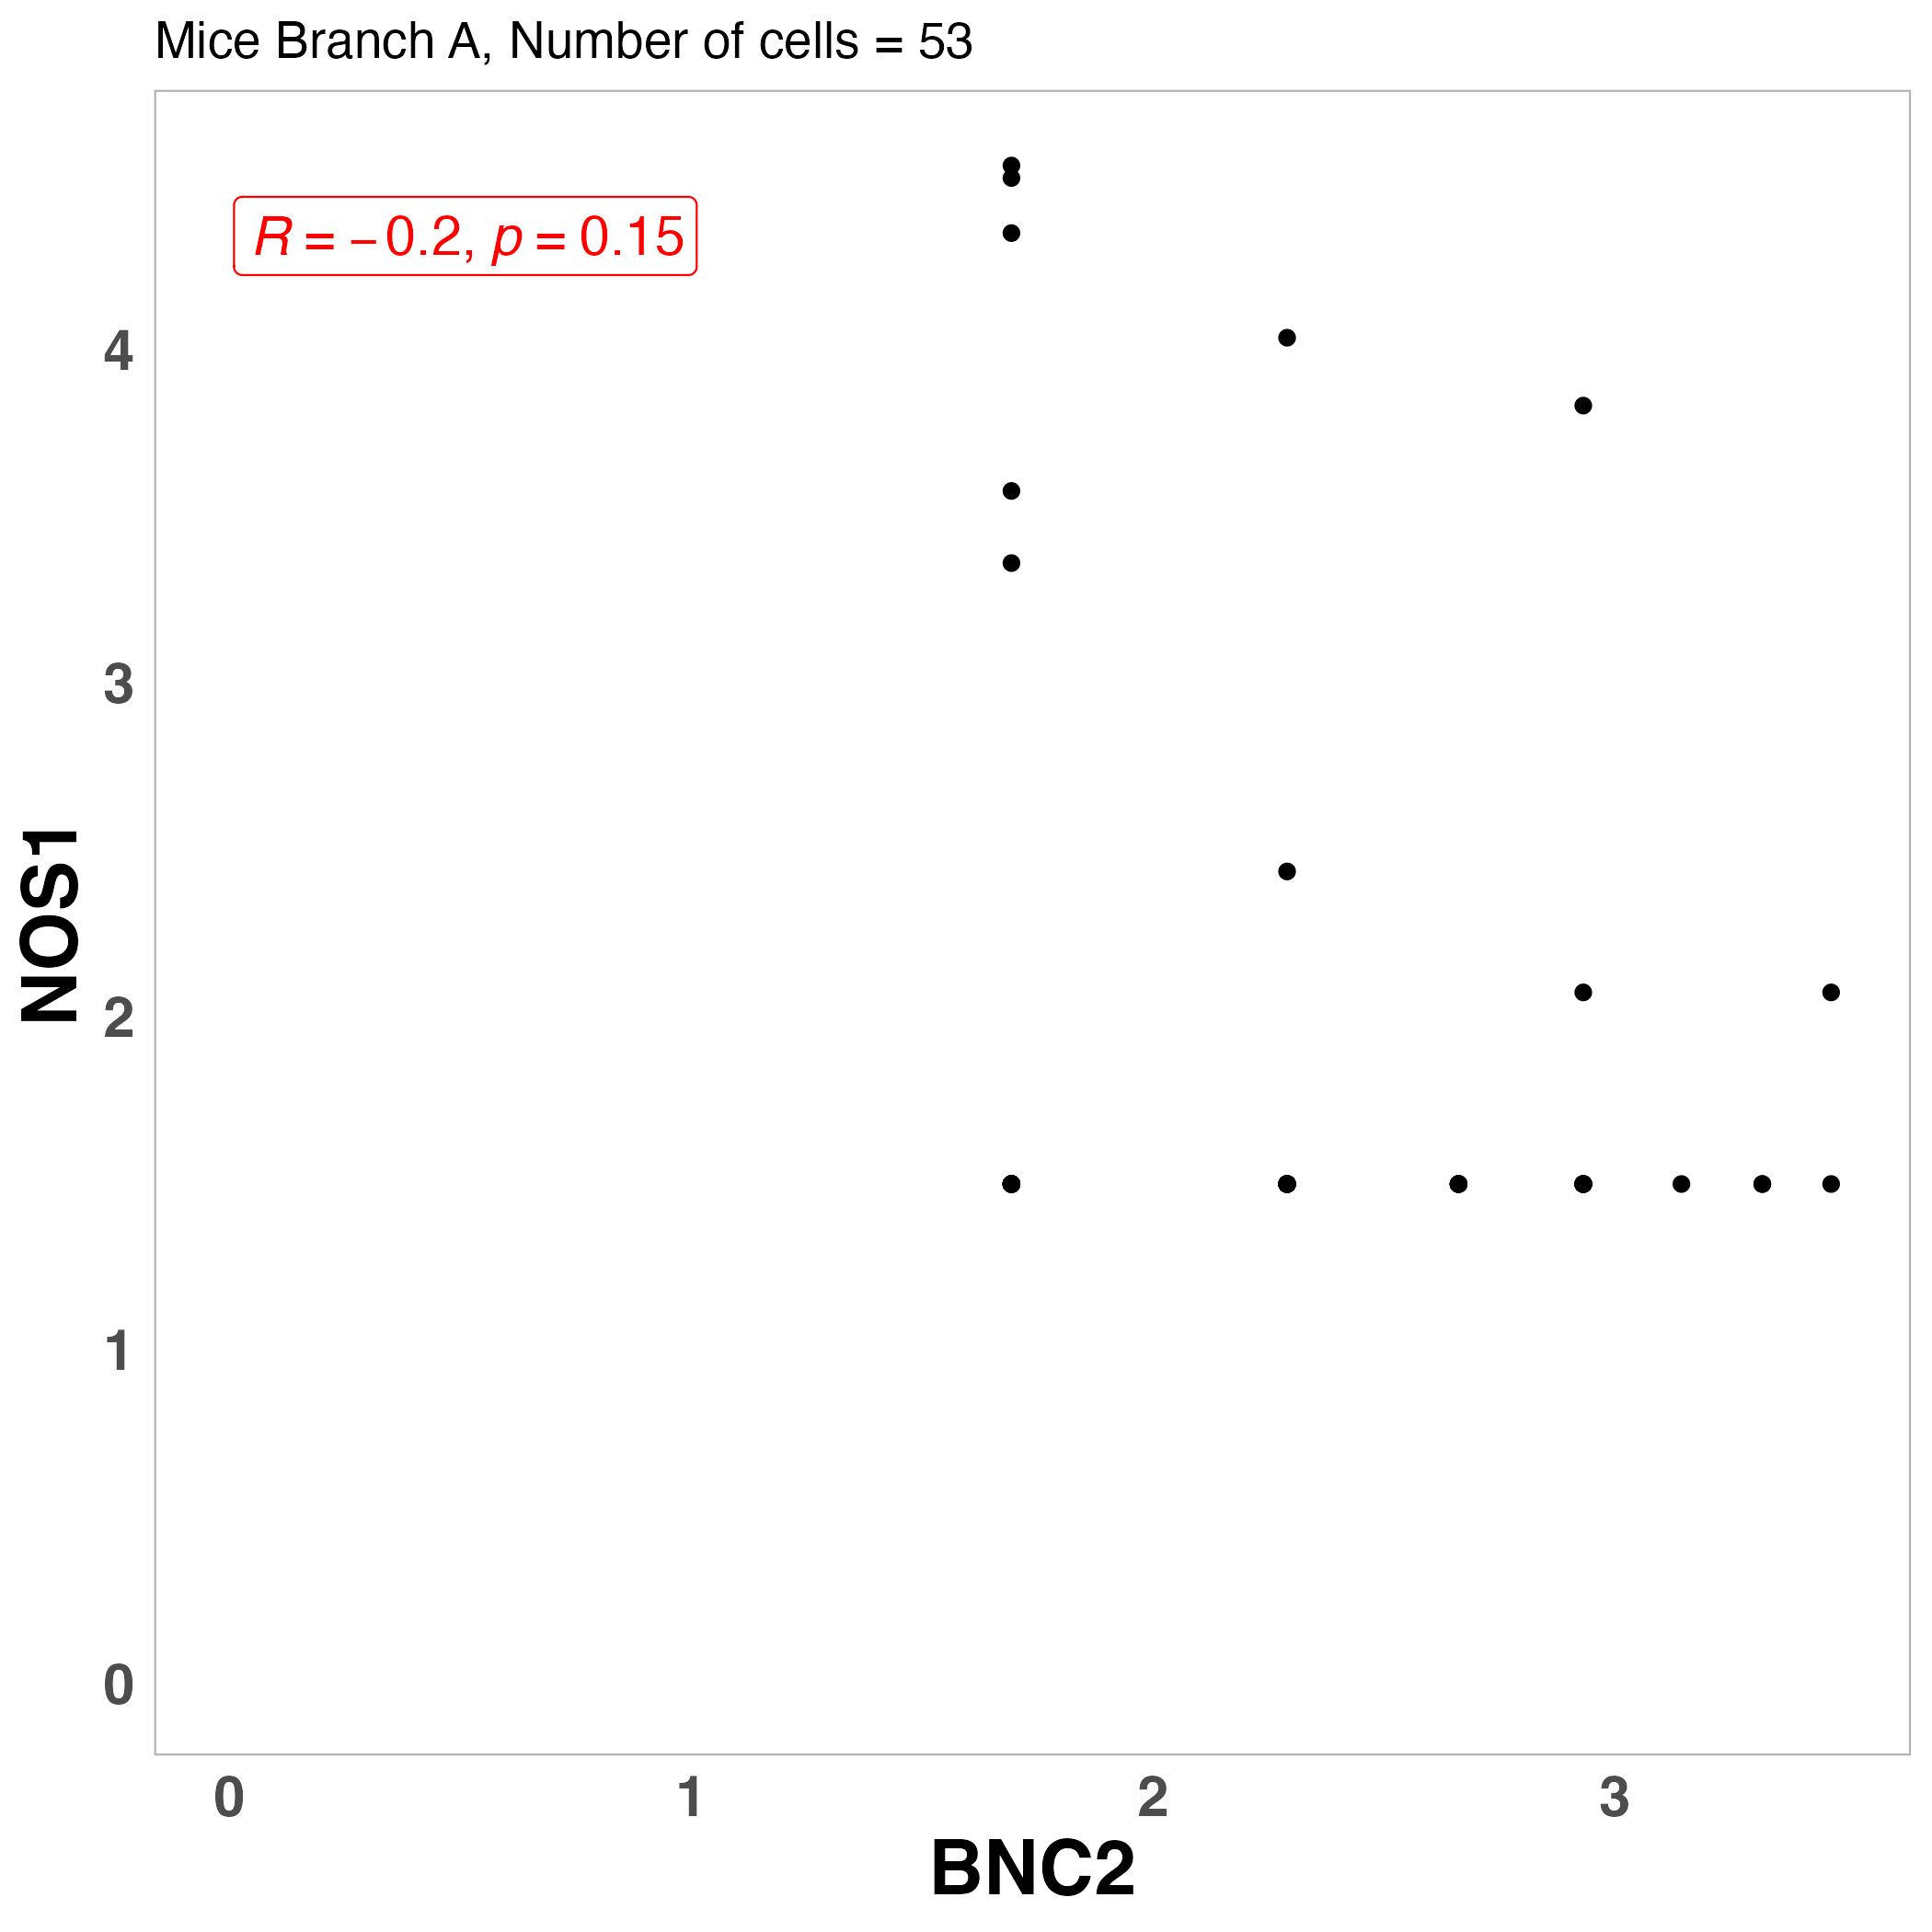 Mice Branch A, Number of cells = 53
R = −0.2, p = 0.15
4
3
2
1
0
NOS1
0 1 2 3
BNC2